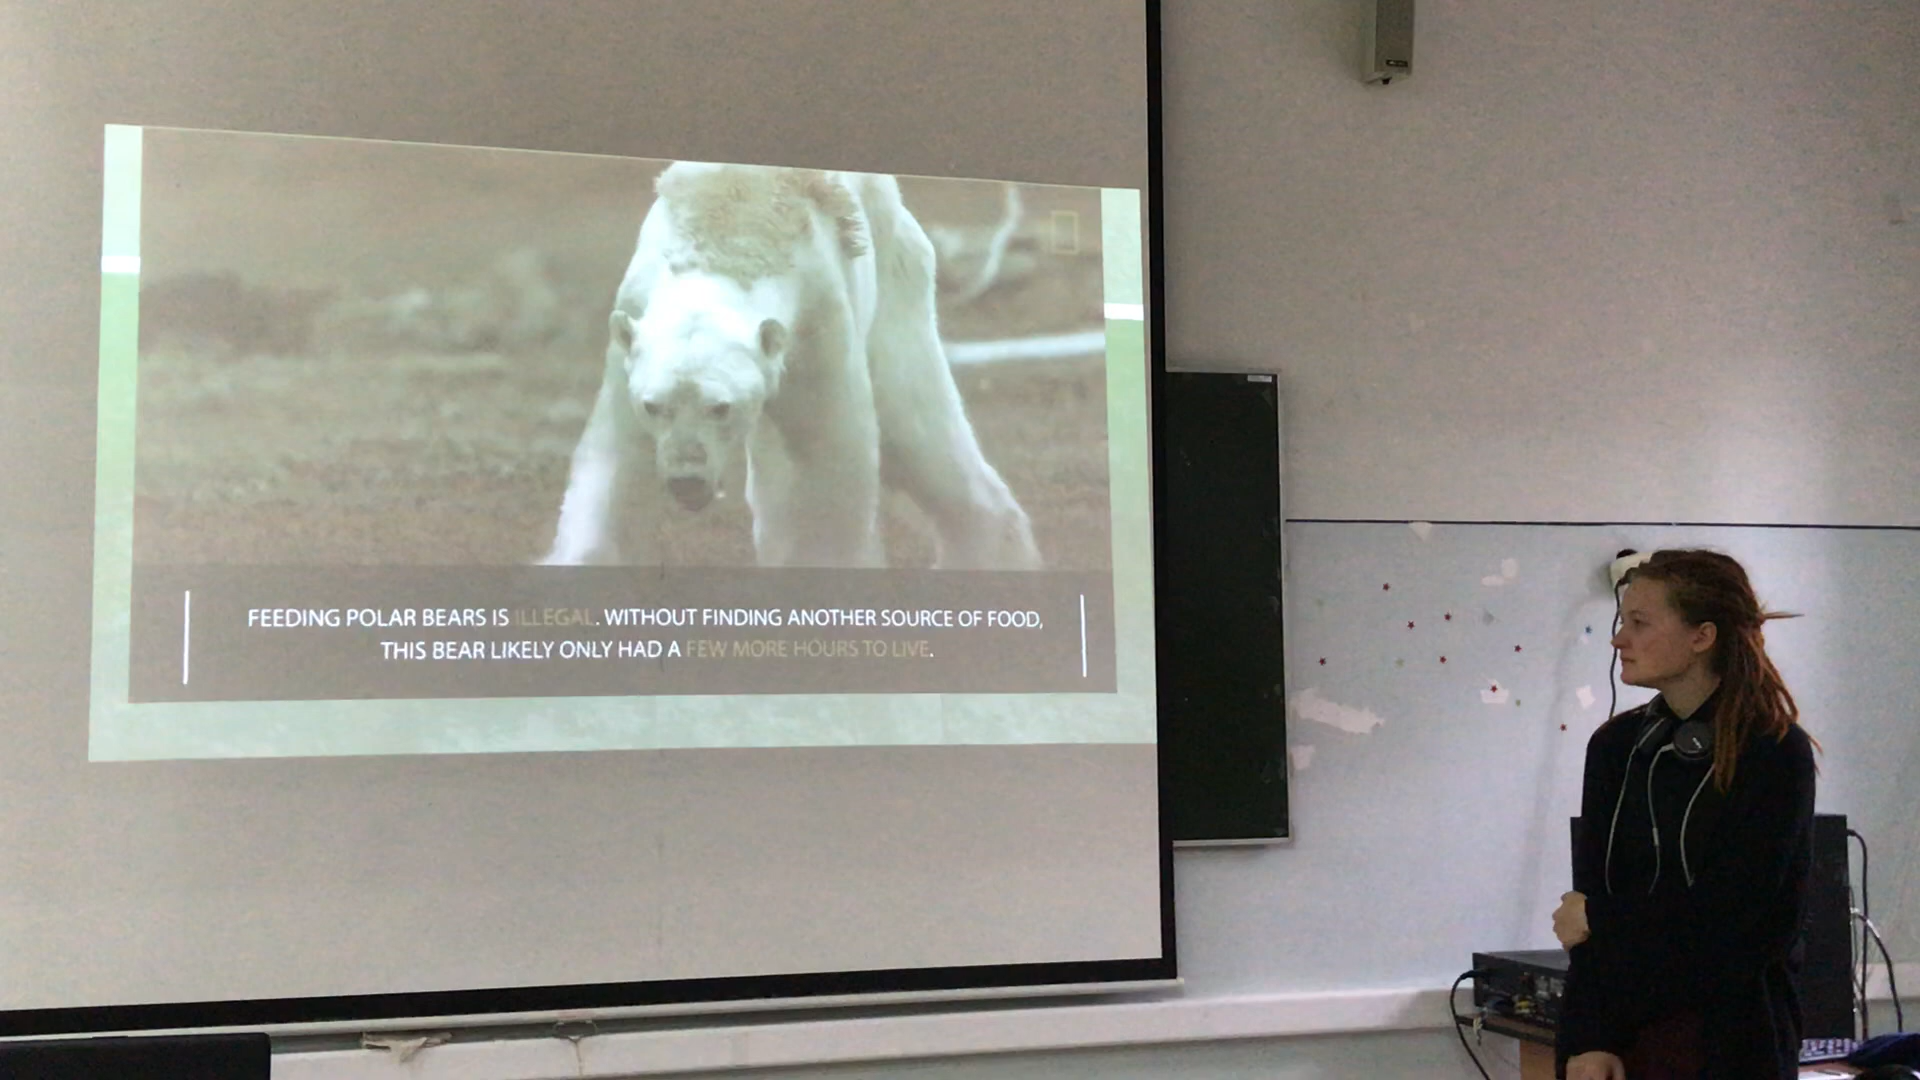 FEEDING POLAR BEARS IS ILLEGAL. WITHOUT FINDING ANOTHER SOURCE OF FOOD,
THIS BEAR LIKELY ONLY HAD A FEW MORE HOURS TO LIVE.